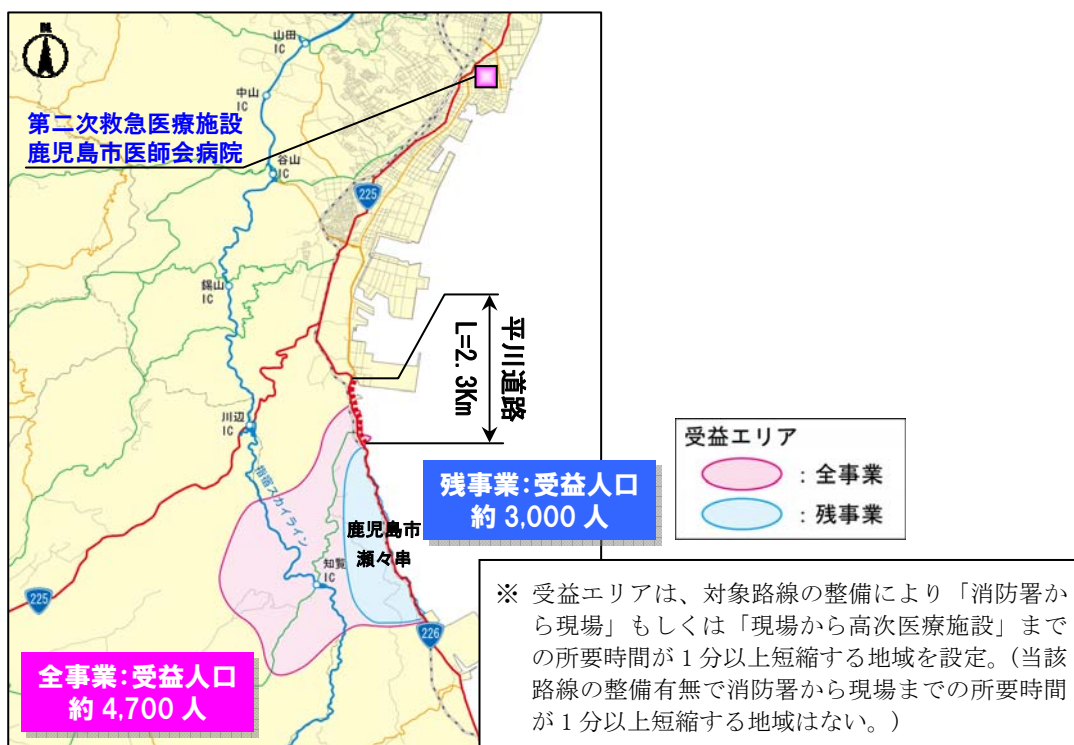 山田
IC
中山
IC
第二次救急医療施設
鹿児島市医師会病院
谷山
IC
225
錫山
IC
平川道路
L=2.3Km
川辺
IC
指宿スカイライン
受益エリア
：全事業
：残事業
残事業：受益人口
約 3,000 人
鹿児島市
瀬々串
知覧
IC
225
226
全事業：受益人口
約 4,700 人
※ 受益エリアは、対象路線の整備により「消防署か
ら現場」もしくは「現場から高次医療施設」まで
の所要時間が１分以上短縮する地域を設定。（当該
路線の整備有無で消防署から現場までの所要時間
が１分以上短縮する地域はない。）